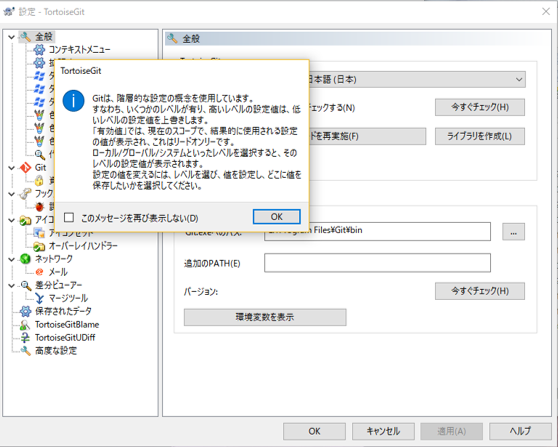 設定 - TortoiseGit
全般
コンテキストメニュー
Git
フック
アイコ
アイコンセット
オーバーレイハンドラー
ネットワーク
メール
差分ビューアー
マージツール
保存されたデータ
TortoiseGitBlame
TortoiseGitUDiff
高度な設定
全般
日本語 (日本)
チェックする(N)
今すぐチェック(H)
ドを再実施(F)
ライブラリを作成(L)
TortoiseGit
Gitは、階層的な設定の概念を使用しています。
すなわち、いくつかのレベルが有り、高いレベルの設定値は、低
いレベルの設定値を上書きします。
「有効値」では、現在のスコープで、結果的に使用される設定
の値が表示され、これはリードオンリーです。
ローカル/グローバル/システムといったレベルを選択すると、その
レベルの設定値が表示されます。
設定の値を変えるには、レベルを選び、値を設定し、どこに値を
保存したいかを選択してください。
このメッセージを再び表示しない(D)
OK
...
追加のPATH(E)
バージョン:
今すぐチェック(H)
環境変数を表示
OK
キャンセル
適用(A)
ヘルプ